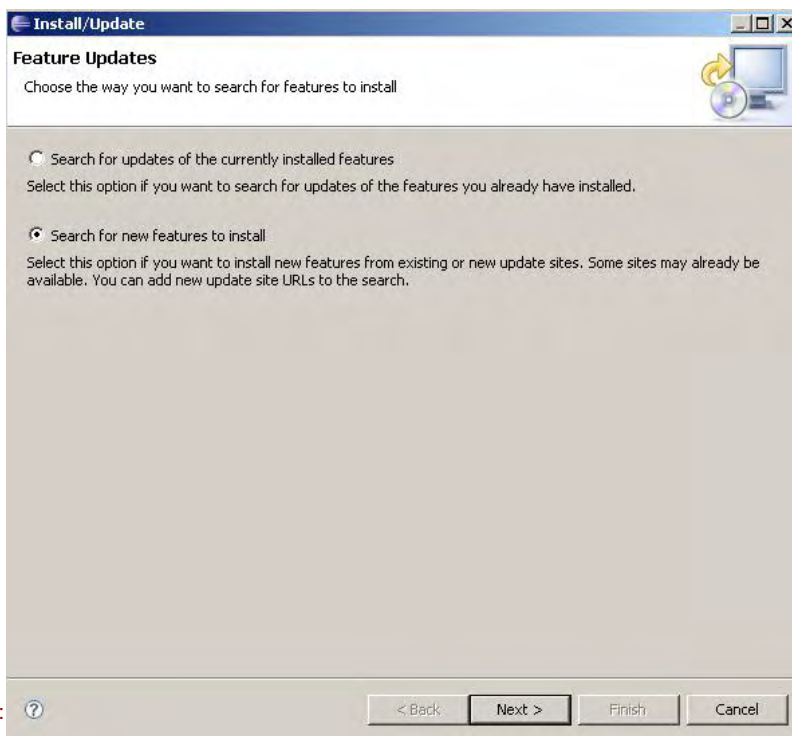 Install/Update
Feature Updates
Choose the way you want to search for features to install
Search for updates of the currently installed features
Select this option if you want to search for updates of the features you already have installed.
Search for new features to install
Select this option if you want to install new features from existing or new update sites. Some sites may already be
available. You can add new update site URLs to the search.
: ? < Back Next > Finish Cancel